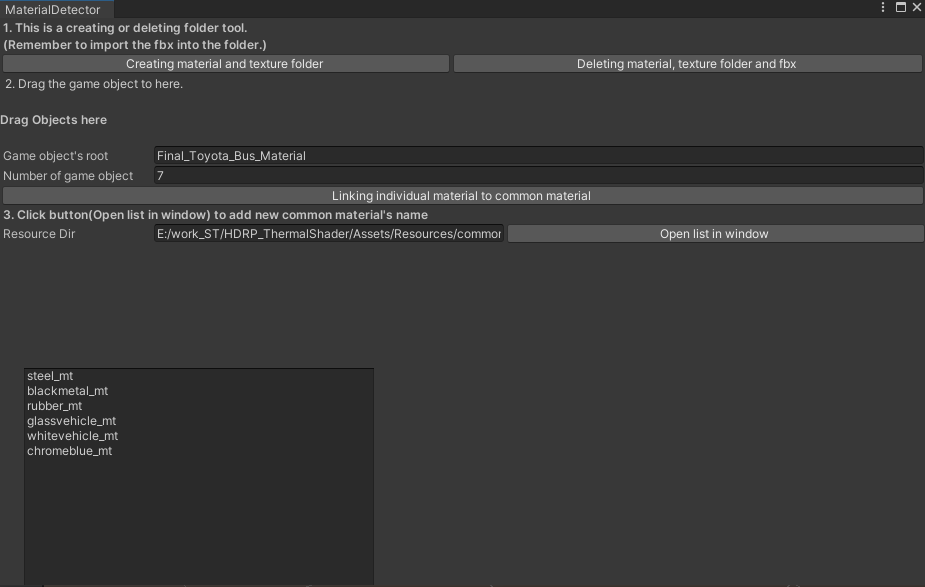 MaterialDetector
1. This is a creating or deleting folder tool.
(Remember to import the fbx into the folder.)
Creating material and texture folder
Deleting material, texture folder and fbx
2. Drag the game object to here.
Drag Objects here
Game object's root
Final_Toyota_Bus_Material
Number of game object
7
Linking individual material to common material
3. Click button(Open list in window) to add new common material's name
Resource Dir
E:/work_ST/HDRP_ThermalShader/Assets/Resources/common
Open list in window
steel_mt
blackmetal_mt
rubber_mt
glassvehicle_mt
whitevehicle_mt
chromeblue_mt